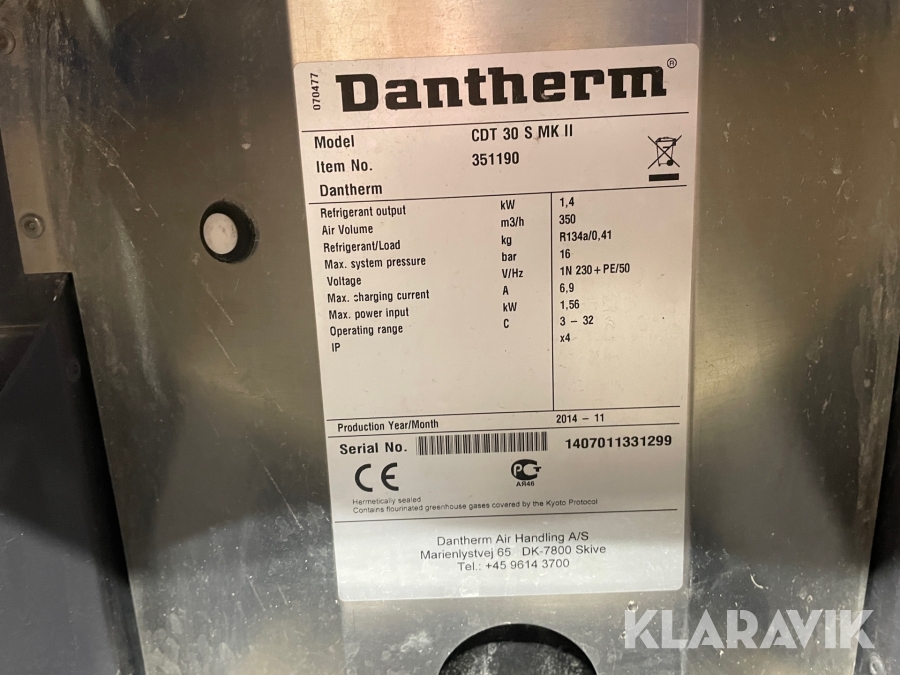 070477
Dantherm®
Model CDT 30 S MK II
Item No. 351190
Dantherm
Refrigerant output kW 1,4
Air Volume m3/h 350
Refrigerant/Load kg R134a/0,41
Max. system pressure bar 16
Voltage V/Hz 1N 230+PE/50
Max. charging current A 6,9
Max. power input kW 1,56
Operating range C 3 – 32
IP x4
Production Year/Month 2014 – 11
Serial No. 1407011331299
CE
PCT
AR46
Hermetically sealed
Contains flourinated greenhouse gases covered by the Kyoto Protocol
Dantherm Air Handling A/S
Marienlystvej 65 DK-7800 Skive
Tel.: +45 9614 3700
KLARAVIK